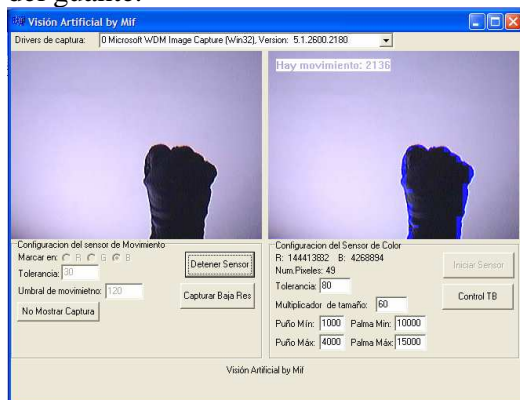 del guante.
Visión Artificial by Mif
Drivers de captura: 0 Microsoft WDM Image Capture (Win32), Version: 5.1.2600.2180
Hay movimiento: 2136
Configuracion del sensor de Movimiento
Marcar en: R G B
Tolerancia: 30
Umbral de movimietno: 120
No Mostrar Captura
Detener Sensor
Capturar Baja Res
Configuracion del Sensor de Color
R: 144413832 B: 4268894
Num.Pixeles: 49
Tolerancia: 80
Multiplicador de tamaño: 60
Puño Mín: 1000 Palma Min: 10000
Puño Máx: 4000 Palma Máx: 15000
Iniciar Sensor
Control TB
Visión Artificial by Mif